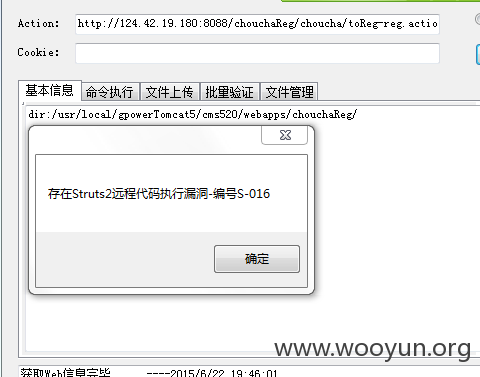 Action: http://124.42.19.180:8088/chouchaReg/choucha/toReg-reg.actio
Cookie:
基本信息 命令执行 文件上传 批量验证 文件管理
dir:/usr/local/gpowerTomcat5/cms520/webapps/chouchaReg/
存在Struts2远程代码执行漏洞-编号S-016
确定
www.wooyun.org
获取Web信息完毕 ----2015/6/22 19:46:01